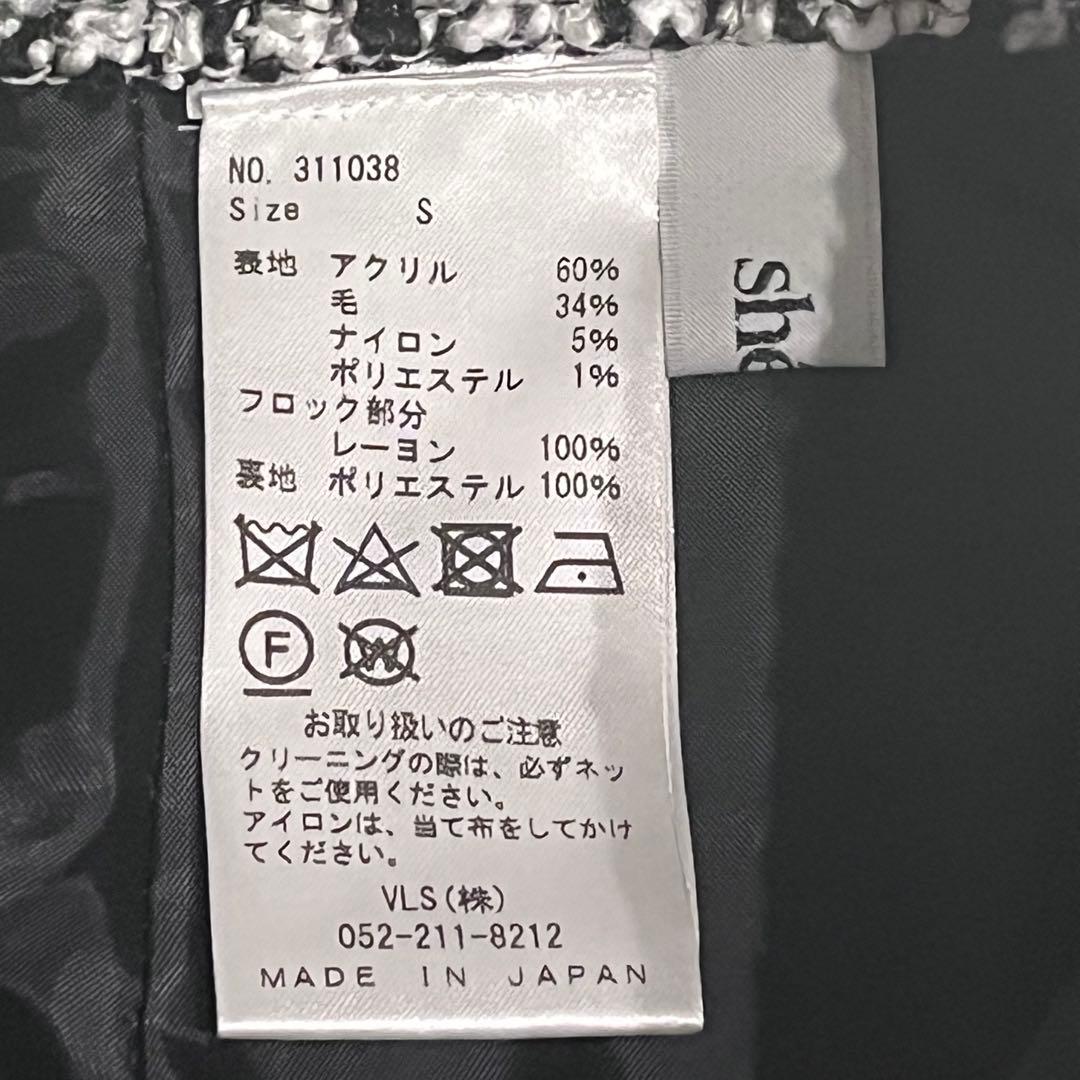 NO. 311038
Size S
表地 アクリル 60%
毛 34%
ナイロン 5%
ポリエステル 1%
フロック部分
レーヨン 100%
裏地 ポリエステル 100%
F
W
お取り扱いのご注意
クリーニングの際は、必ずネッ
トをご使用ください。
アイロンは、当て布をしてかけ
てください。
VLS(株)
052-211-8212
MADE IN JAPAN